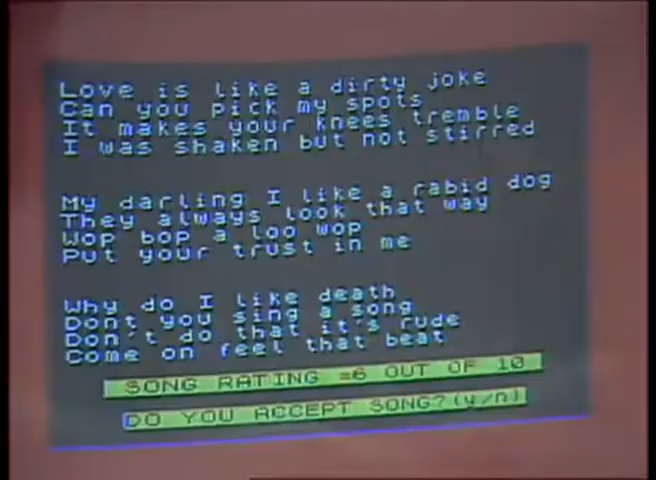 Love is like a dirty joke
Can you pick my spots
It makes your knees tremble
I was shaken but not stirred
My darling I like a rabid dog
They always look that way
Wop bop a loo wop
Put your trust in me
Why do I like death
Dont you sing a song
Don't do that it's rude
Come on feel that beat
SONG RATING =6 OUT OF 10
DO YOU ACCEPT SONG?(y/n)